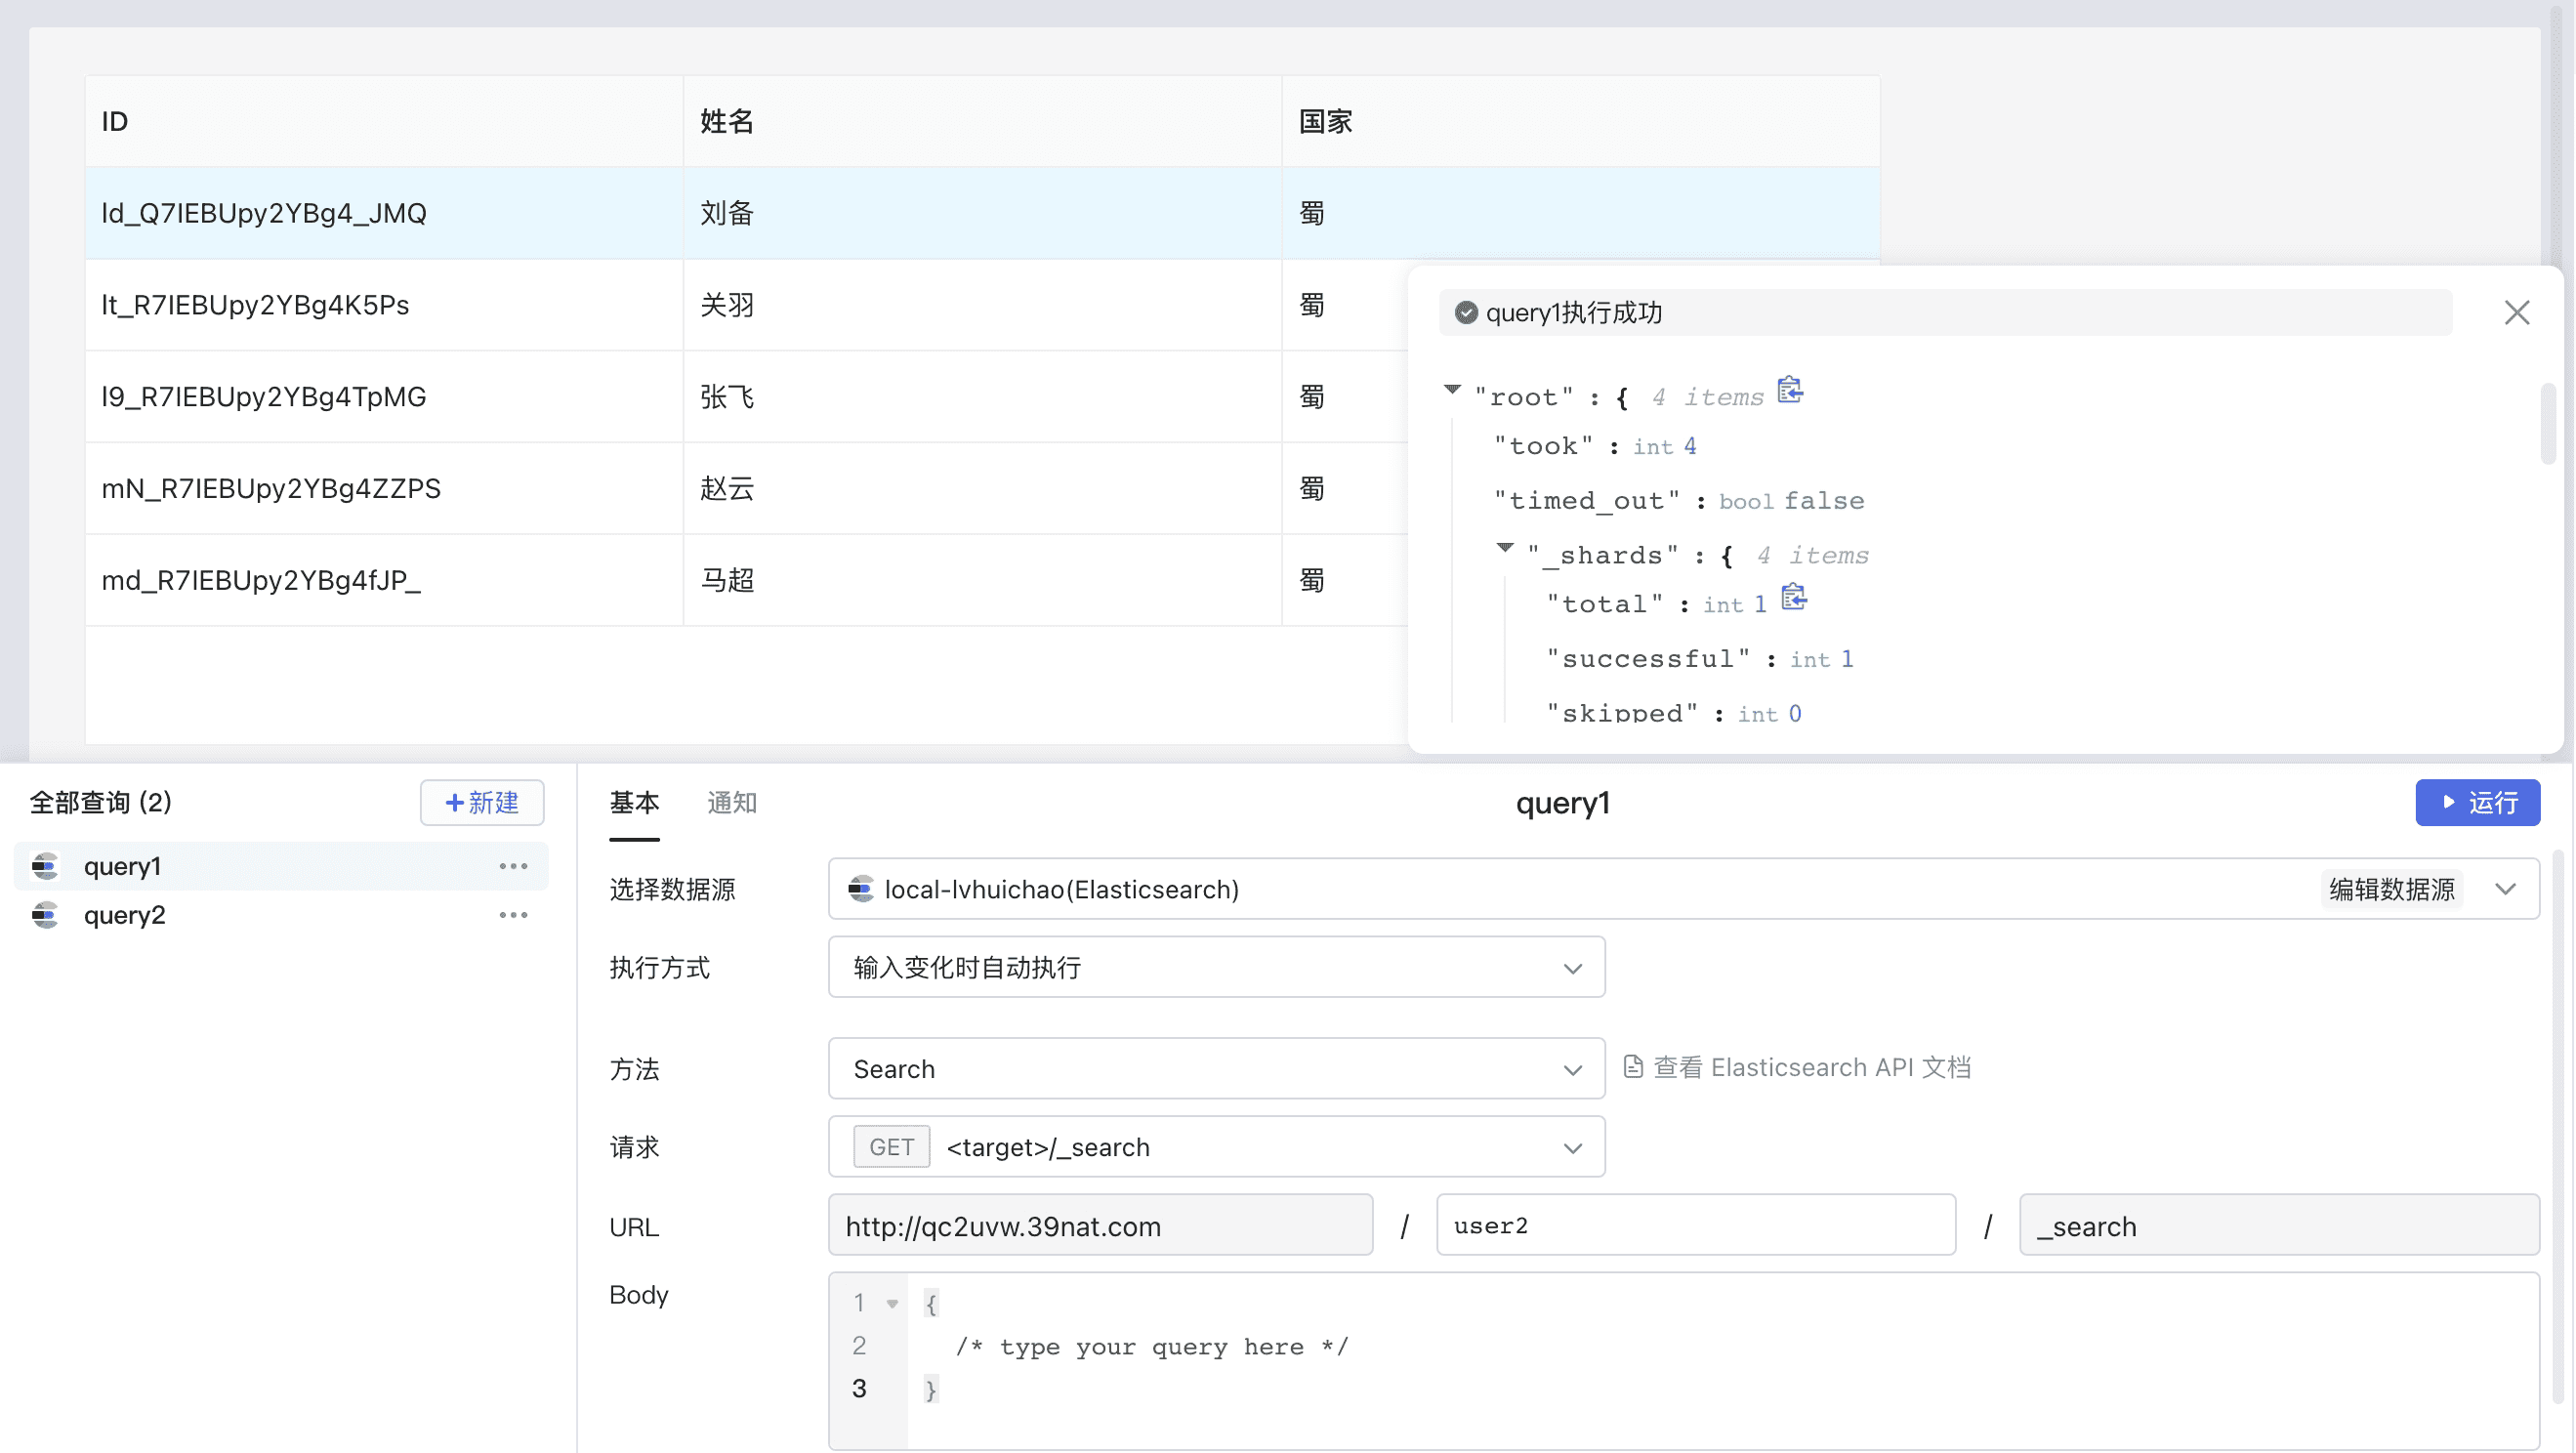 ID 姓名 国家
ld_Q7IEBUpy2YBg4_JMQ 刘备 蜀
lt_R7IEBUpy2YBg4K5Ps 关羽 蜀
l9_R7IEBUpy2YBg4TpMG 张飞 蜀
mN_R7IEBUpy2YBg4ZZPS 赵云 蜀
md_R7IEBUpy2YBg4fJP_ 马超 蜀
query1执行成功
"root" : { 4 items
"took" : int 4
"timed_out" : bool false
"_shards" : { 4 items
"total" : int 1
"successful" : int 1
"skipped" : int 0
全部查询 (2) +新建
query1
query2
基本 通知 query1 运行
选择数据源 local-lvhuichao(Elasticsearch) 编辑数据源
执行方式 输入变化时自动执行
方法 Search 查看 Elasticsearch API 文档
请求 GET <target>/_search
URL http://qc2uvw.39nat.com / user2 / _search
Body
1 {
2 /* type your query here */
3 }